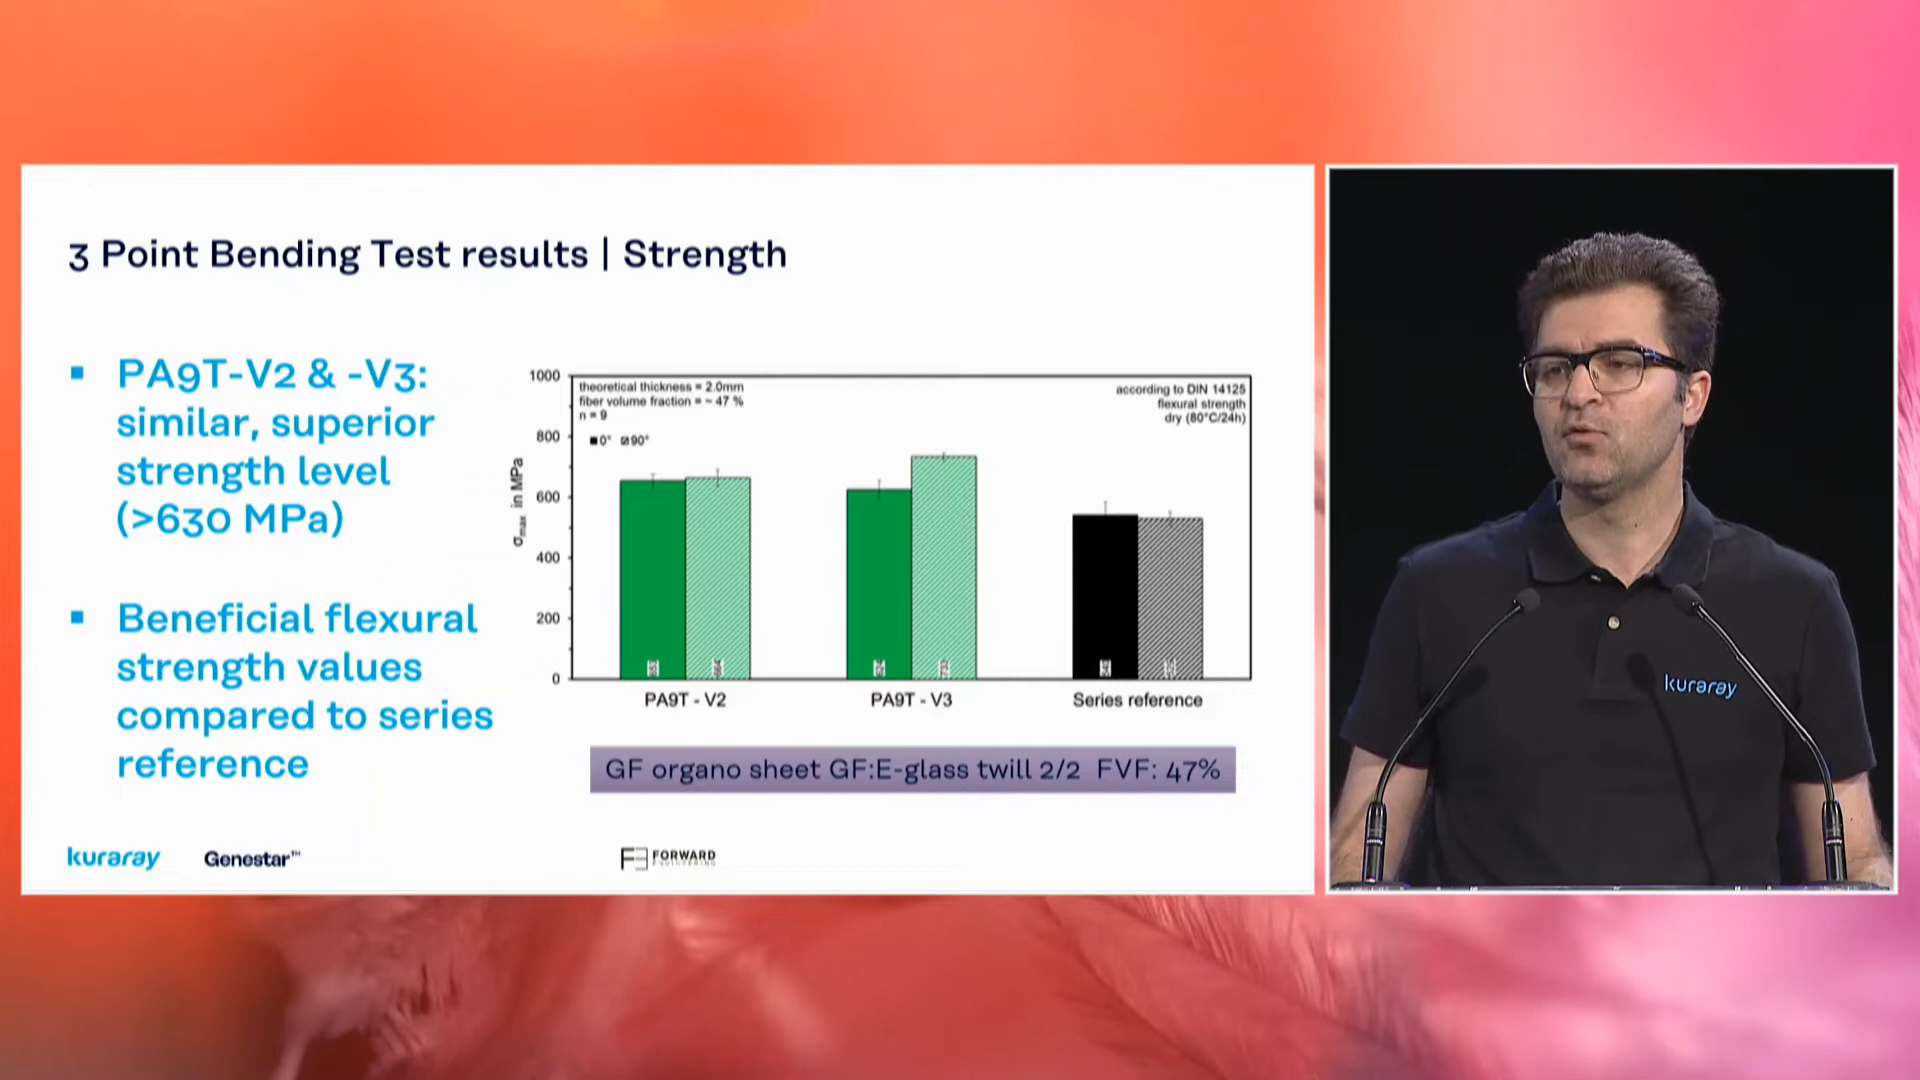 3 Point Bending Test results | Strength
PA9T-V2 & -V3:
similar, superior
strength level
(>630 MPa)
Beneficial flexural
strength values
compared to series
reference
theoretical thickness = 2.0mm
fiber volume fraction = ~ 47 %
n = 9
0° 90°
according to DIN 14125
flexural strength
dry (80°C/24h)
σmax in MPa
1000
800
600
400
200
0
PA9T - V2
PA9T - V3
Series reference
GF organo sheet GF:E-glass twill 2/2 FVF: 47%
kuraray
Genestar™
FORWARD
ENGINEERING
kuraray